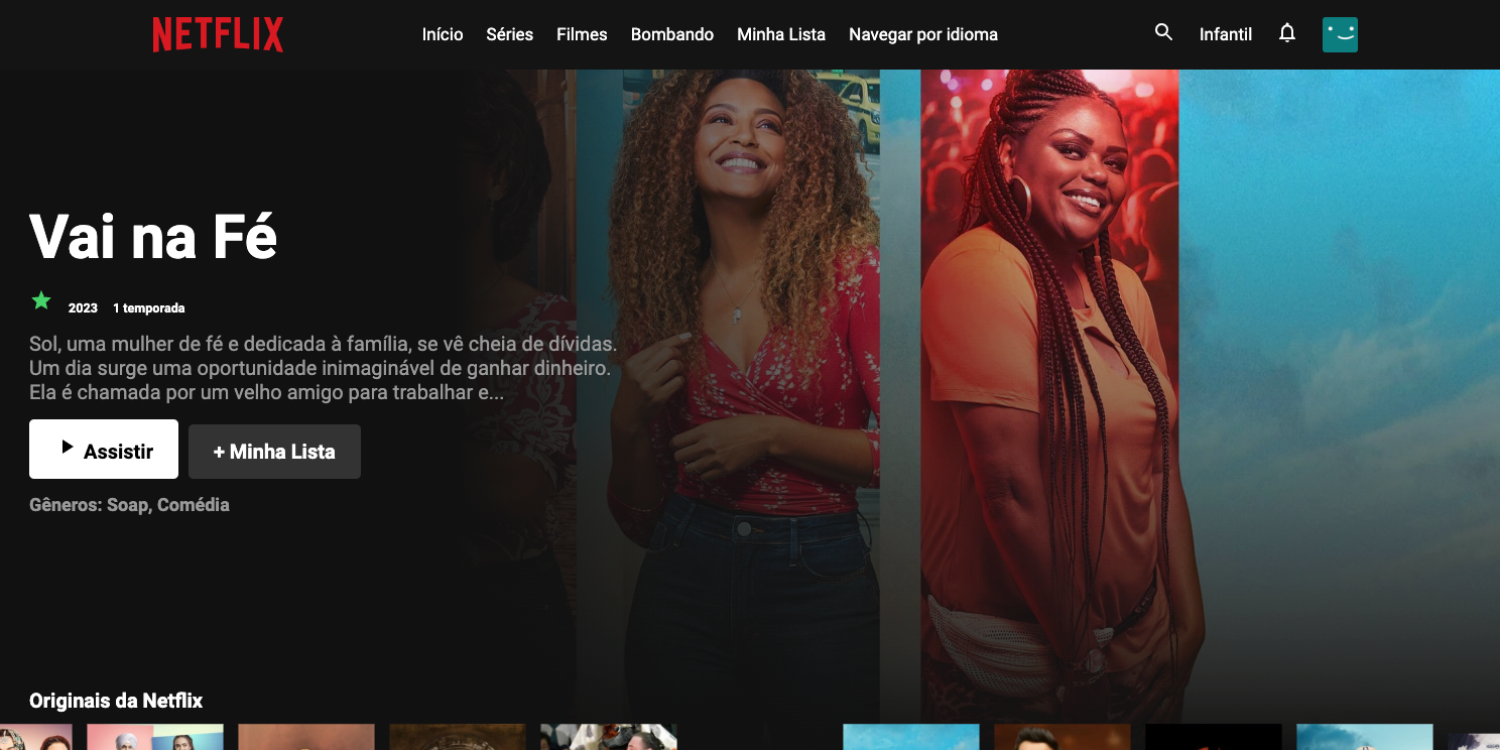 NETFLIX
Início Séries Filmes Bombando Minha Lista Navegar por idioma Infantil
Vai na Fé
2023 1 temporada
Sol, uma mulher de fé e dedicada à família, se vê cheia de dívidas.
Um dia surge uma oportunidade inimaginável de ganhar dinheiro.
Ela é chamada por um velho amigo para trabalhar e...
Assistir + Minha Lista
Gêneros: Soap, Comédia
Originais da Netflix